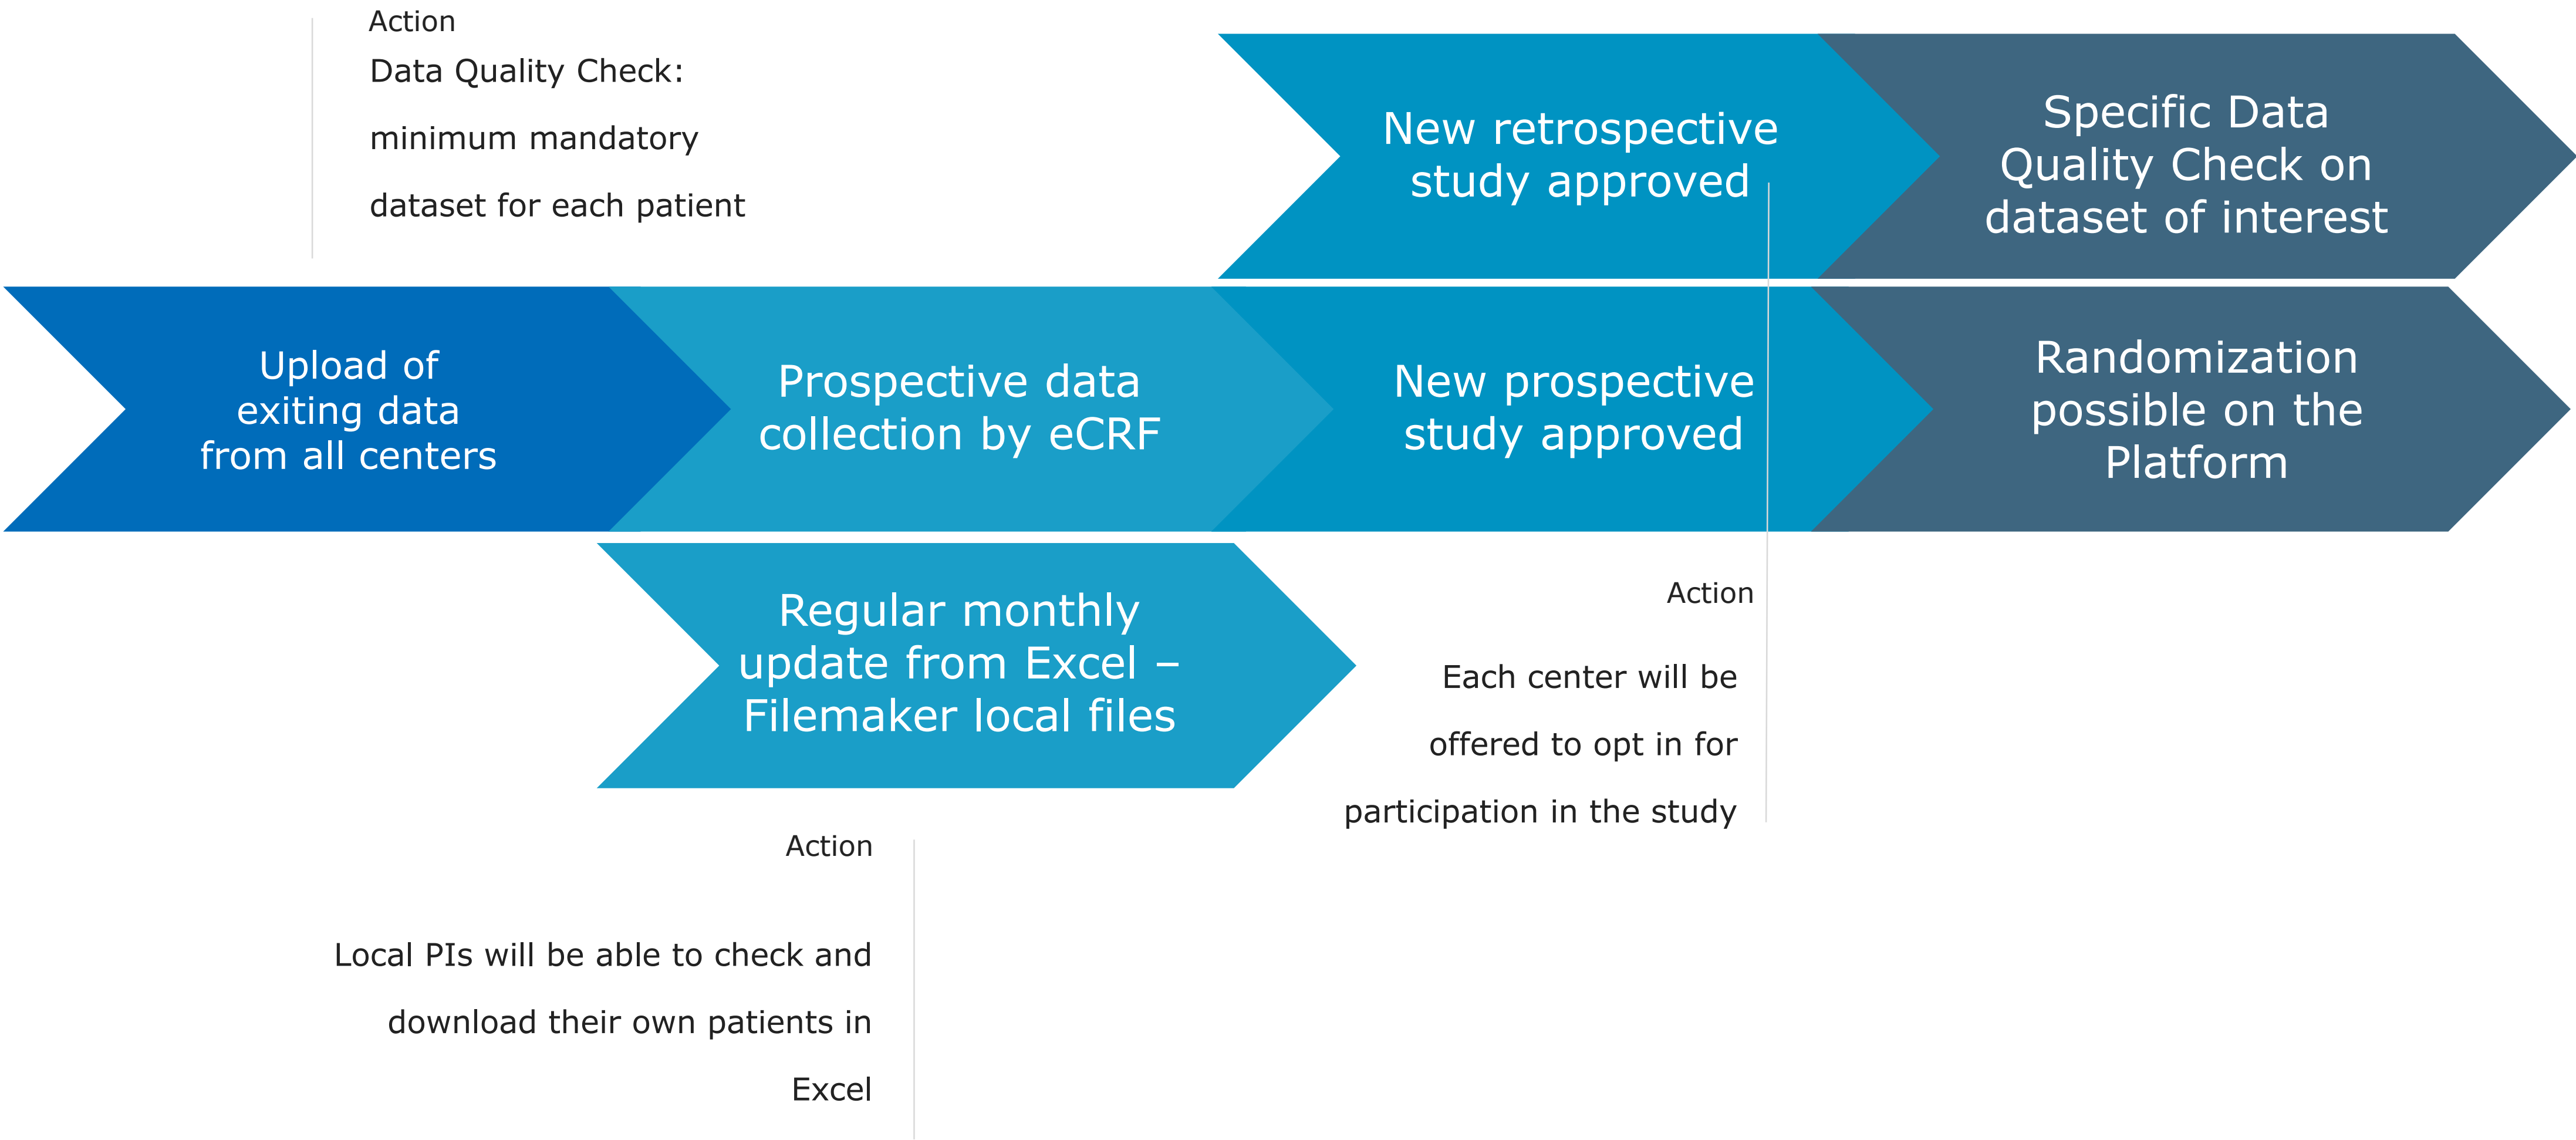 Action
Data Quality Check:
minimum mandatory
dataset for each patient
New retrospective
study approved
Specific Data
Quality Check on
dataset of interest
Upload of
exiting data
from all centers
Prospective data
collection by eCRF
New prospective
study approved
Randomization
possible on the
Platform
Regular monthly
update from Excel –
Filemaker local files
Action
Each center will be
offered to opt in for
participation in the study
Action
Local PIs will be able to check and
download their own patients in
Excel